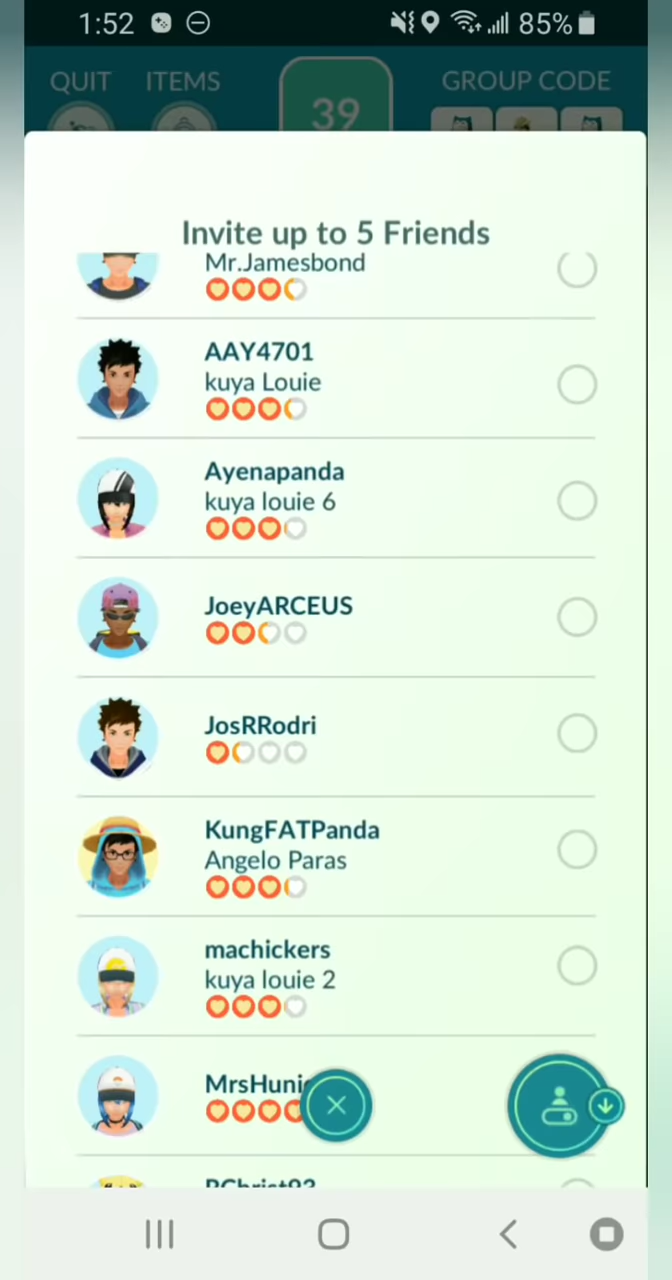 1:52
85%
QUIT
ITEMS
39
GROUP CODE
Invite up to 5 Friends
Mr.Jamesbond
AAY4701
kuya Louie
Ayenapanda
kuya louie 6
JoeyARCEUS
JosRRodri
KungFATPanda
Angelo Paras
machickers
kuya louie 2